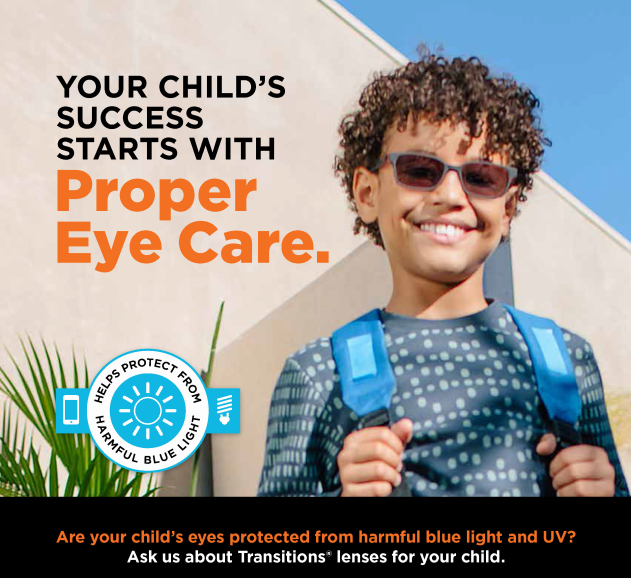 YOUR CHILD'S
SUCCESS
STARTS WITH
Proper
Eye Care.
HELPS PROTECT FROM
HARMFUL BLUE LIGHT
Are your child's eyes protected from harmful blue light and UV?
Ask us about Transitions® lenses for your child.